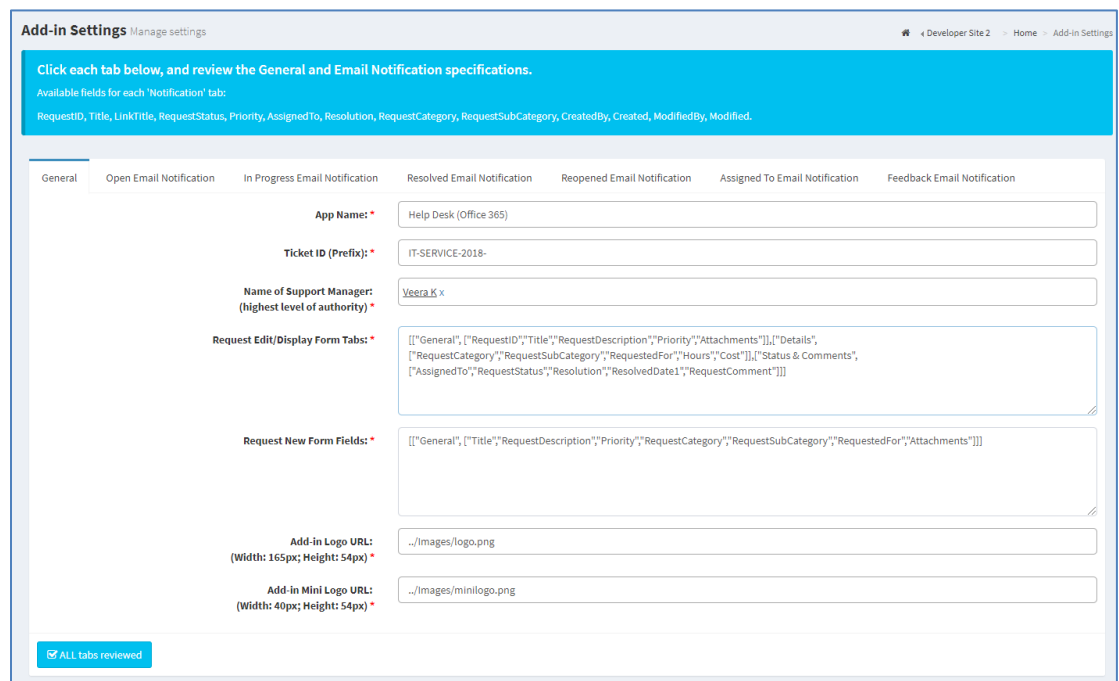 Add-in Settings Manage settings
Developer Site 2 > Home > Add-in Settings
Click each tab below, and review the General and Email Notification specifications.
Available fields for each 'Notification' tab:
RequestID, Title, LinkTitle, RequestStatus, Priority, AssignedTo, Resolution, RequestCategory, RequestSubCategory, CreatedBy, Created, ModifiedBy, Modified.
General Open Email Notification In Progress Email Notification Resolved Email Notification Reopened Email Notification Assigned To Email Notification Feedback Email Notification
App Name: * Help Desk (Office 365)
Ticket ID (Prefix): * IT-SERVICE-2018-
Name of Support Manager:
(highest level of authority) * Veera K x
Request Edit/Display Form Tabs: * [["General", ["RequestID","Title","RequestDescription","Priority","Attachments"]],["Details",
["RequestCategory","RequestSubCategory","RequestedFor","Hours","Cost"]],["Status & Comments",
["AssignedTo","RequestStatus","Resolution","ResolvedDate1","RequestComment"]]]
Request New Form Fields: * [["General", ["Title","RequestDescription","Priority","RequestCategory","RequestSubCategory","RequestedFor","Attachments"]]]
Add-in Logo URL: ../Images/logo.png
(Width: 165px; Height: 54px) *
Add-in Mini Logo URL: ../Images/minilogo.png
(Width: 40px; Height: 54px) *
ALL tabs reviewed